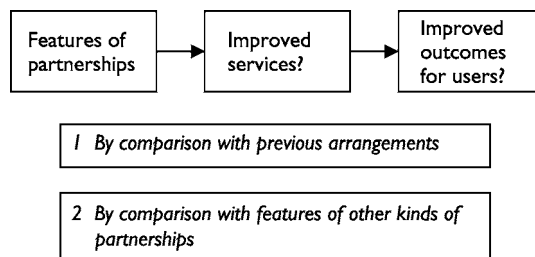 Features of
partnerships
Improved
services?
Improved
outcomes
for users?
1 By comparison with previous arrangements
2 By comparison with features of other kinds of
partnerships